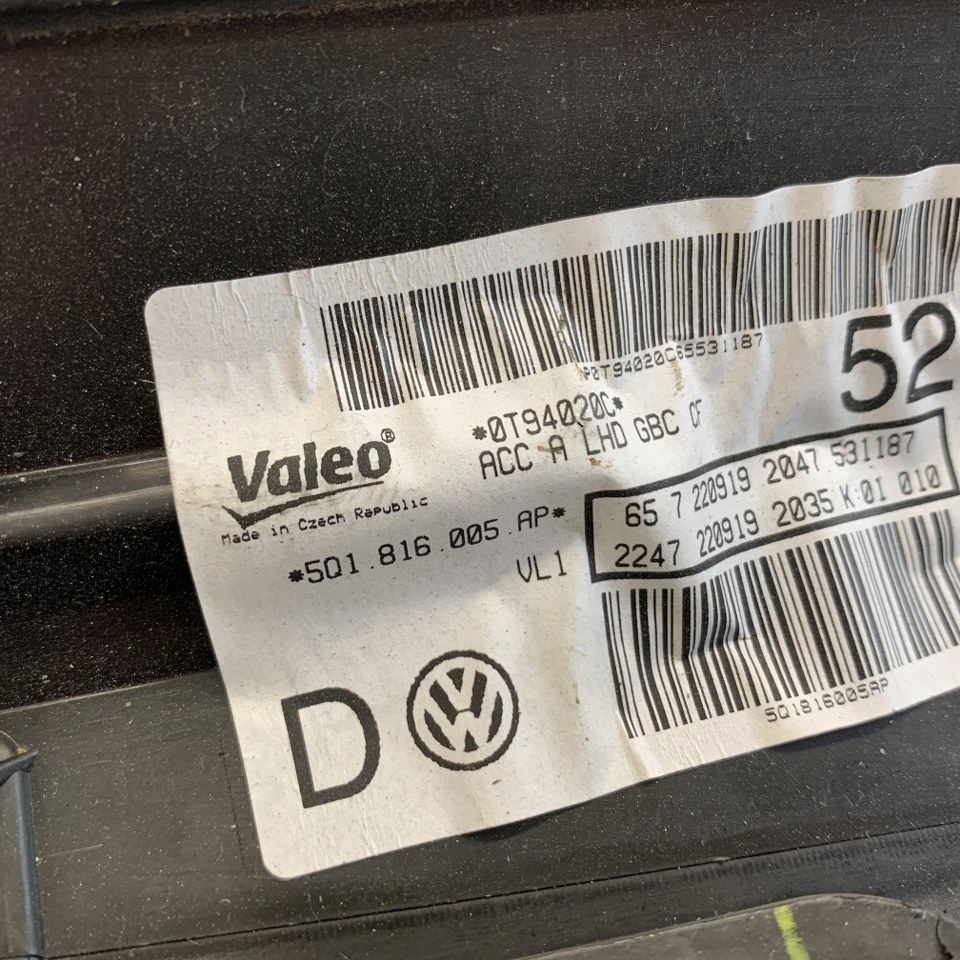 P0T94020C65531187
52
*0T94020C*
ACC A LHD GBC CF
Valeo®
Made in Czech Republic
65 7 220919 2047 531187
2247 220919 2035 K:01 010
*5Q1.816.005.AP*
VL1
5Q1816005AP
D